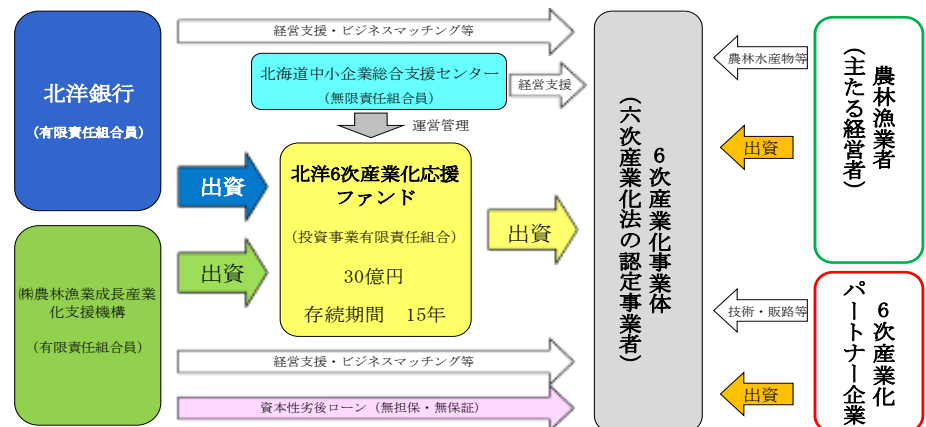 経営支援・ビジネスマッチング等
北洋銀行
(有限責任組合員)
北海道中小企業総合支援センター
(無限責任組合員)
経営支援
運営管理
出資
北洋6次産業化応援
ファンド
(投資事業有限責任組合)
30億円
存続期間 15年
出資
㈱農林漁業成長産業
化支援機構
(有限責任組合員)
出資
経営支援・ビジネスマッチング等
資本性劣後ローン(無担保・無保証)
6次産業化事業体
(六次産業化法の認定事業者)
農林水産物等
出資
農林漁業者
(主たる経営者)
技術・販路等
出資
6次産業化
パートナー企業